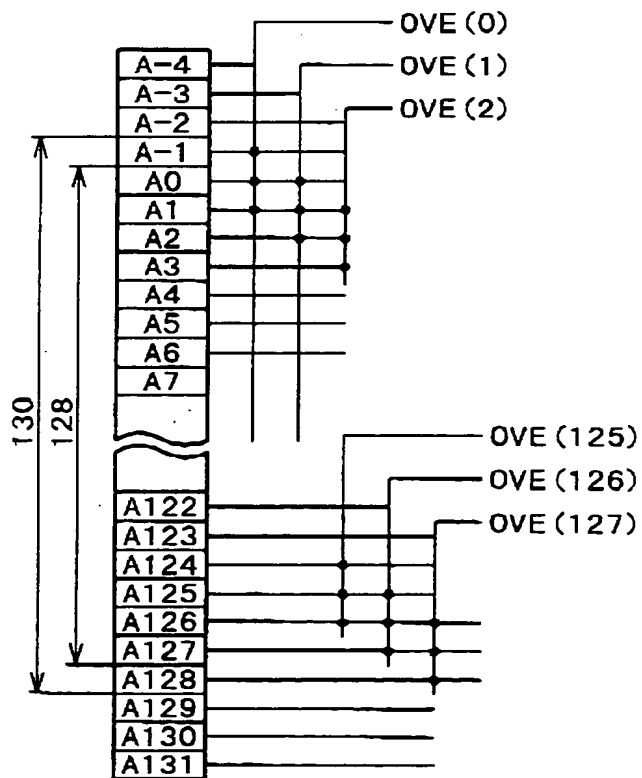 OVE(0)
A-4
OVE(1)
A-3
OVE(2)
A-2
A-1
A0
A1
A2
A3
A4
A5
A6
A7
130
128
OVE(125)
OVE(126)
A122
OVE(127)
A123
A124
A125
A126
A127
A128
A129
A130
A131